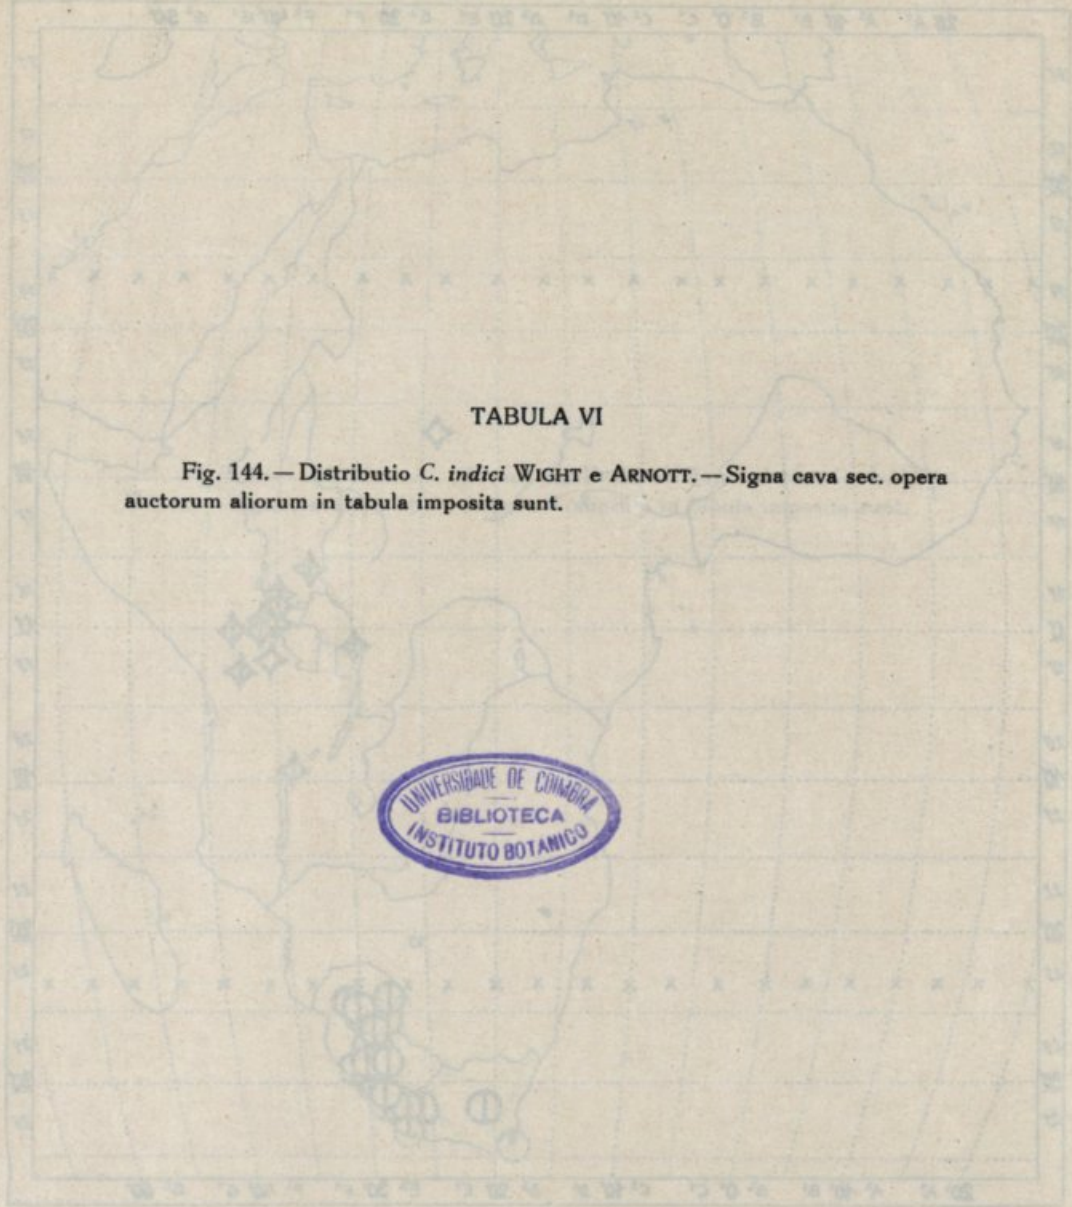 TABULA VI
Fig. 144. — Distributio C. indici WIGHT e ARNOTT. — Signa cava sec. opera
auctorum aliorum in tabula imposita sunt.
UNIVERSIDADE DE COIMBRA
BIBLIOTECA
INSTITUTO BOTANICO